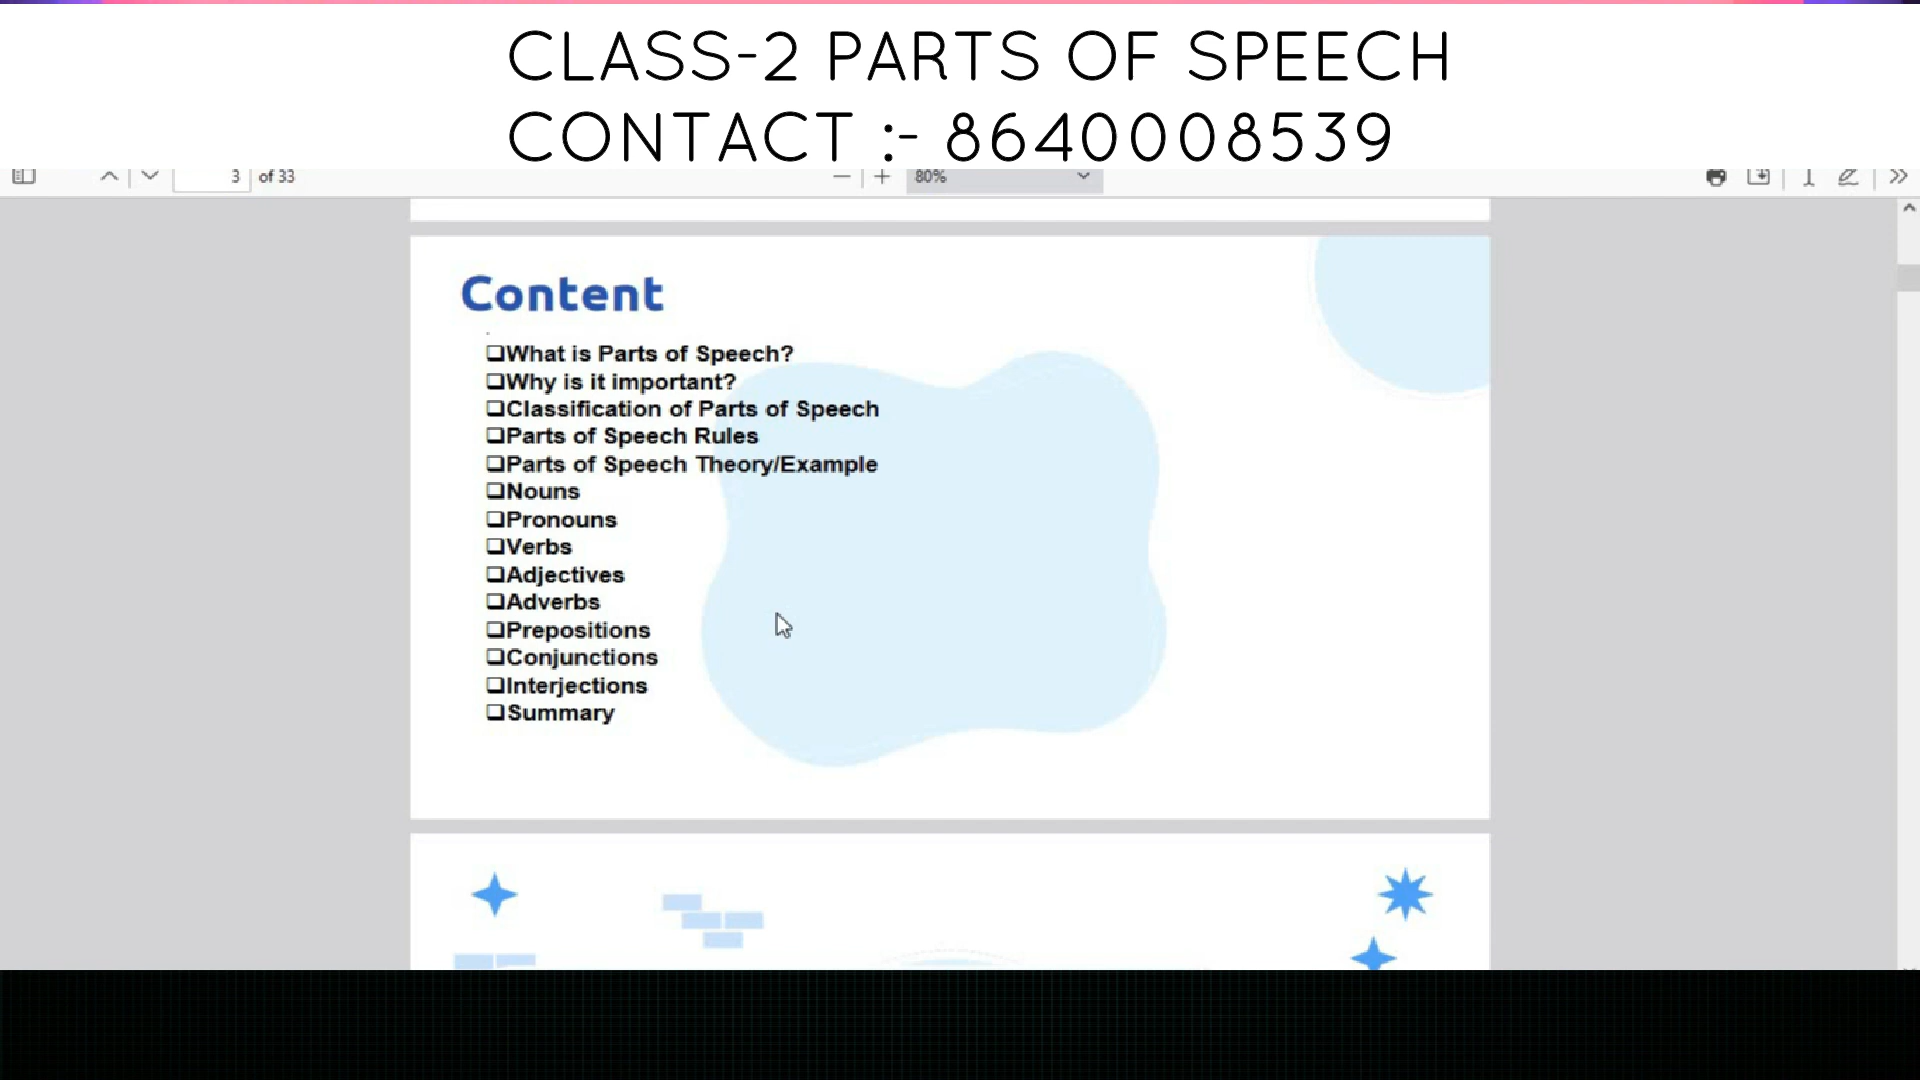 CLASS-2 PARTS OF SPEECH
CONTACT :- 8640008539
3 of 33
80%
Content
❑What is Parts of Speech?
❑Why is it important?
❑Classification of Parts of Speech
❑Parts of Speech Rules
❑Parts of Speech Theory/Example
❑Nouns
❑Pronouns
❑Verbs
❑Adjectives
❑Adverbs
❑Prepositions
❑Conjunctions
❑Interjections
❑Summary